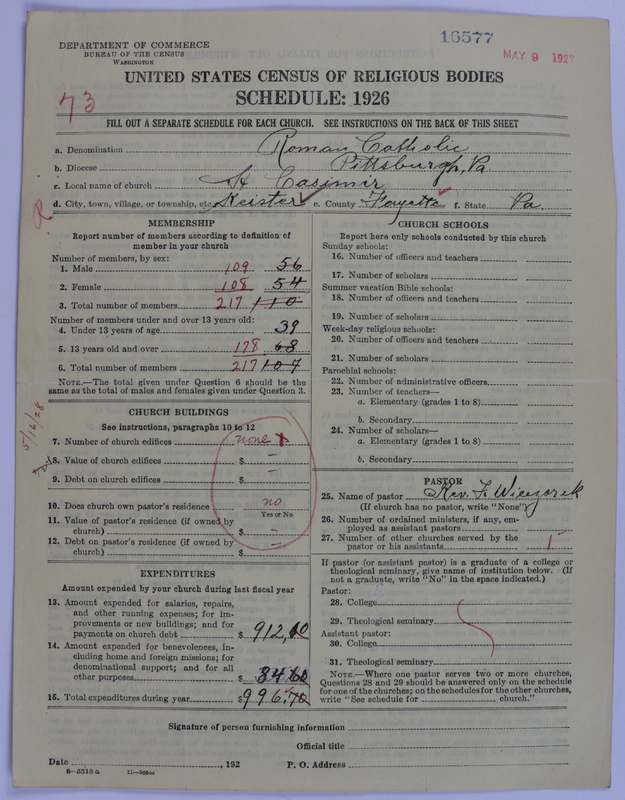 16577
MAY 9 1927
DEPARTMENT OF COMMERCE
BUREAU OF THE CENSUS
WASHINGTON
UNITED STATES CENSUS OF RELIGIOUS BODIES
SCHEDULE: 1926
73
FILL OUT A SEPARATE SCHEDULE FOR EACH CHURCH. SEE INSTRUCTIONS ON THE BACK OF THIS SHEET
a. Denomination Roman Catholic
b. Diocese Pittsburgh, Pa
c. Local name of church St Casimir
d. City, town, village, or township, etc. Keister e. County Fayette f. State Pa.
R
MEMBERSHIP
Report number of members according to definition of
member in your church
Number of members, by sex:
1. Male 109 56
2. Female 108 54
3. Total number of members 217 110
Number of members under and over 13 years old:
4. Under 13 years of age 39
5. 13 years old and over 178 68
6. Total number of members 217 107
NOTE.—The total given under Question 6 should be the
same as the total of males and females given under Question 3.
5/16/28
CHURCH BUILDINGS
See instructions, paragraphs 10 to 12
7. Number of church edifices none
8. Value of church edifices $ –
9. Debt on church edifices $ –
10. Does church own pastor's residence no
Yes or No
11. Value of pastor's residence (if owned by
church) $ –
12. Debt on pastor's residence (if owned by
church) $ –
EXPENDITURES
Amount expended by your church during last fiscal year
13. Amount expended for salaries, repairs,
and other running expenses; for im-
provements or new buildings; and for
payments on church debt $ 912,10
14. Amount expended for benevolences, in-
cluding home and foreign missions; for
denominational support; and for all
other purposes 84.60
15. Total expenditures during year $ 996.70
CHURCH SCHOOLS
Report here only schools conducted by this church
Sunday schools:
16. Number of officers and teachers
17. Number of scholars
Summer vacation Bible schools:
18. Number of officers and teachers
19. Number of scholars
Week-day religious schools:
20. Number of officers and teachers
21. Number of scholars
Parochial schools:
22. Number of administrative officers
23. Number of teachers—
a. Elementary (grades 1 to 8)
b. Secondary
24. Number of scholars—
a. Elementary (grades 1 to 8)
b. Secondary
PASTOR
25. Name of pastor Rev. F. Wieczorek
(If church has no pastor, write "None")
26. Number of ordained ministers, if any, em-
ployed as assistant pastors
27. Number of other churches served by the
pastor or his assistants 1
If pastor (or assistant pastor) is a graduate of a college or
theological seminary, give name of institution below. (If
not a graduate, write "No" in the space indicated.)
Pastor:
28. College
29. Theological seminary
Assistant pastor:
30. College
31. Theological seminary
NOTE.—Where one pastor serves two or more churches,
Questions 28 and 29 should be answered only on the schedule
for one of the churches; on the schedules for the other churches,
write "See schedule for church."
Signature of person furnishing information
Official title
Date , 192 P. O. Address
8—5518 a